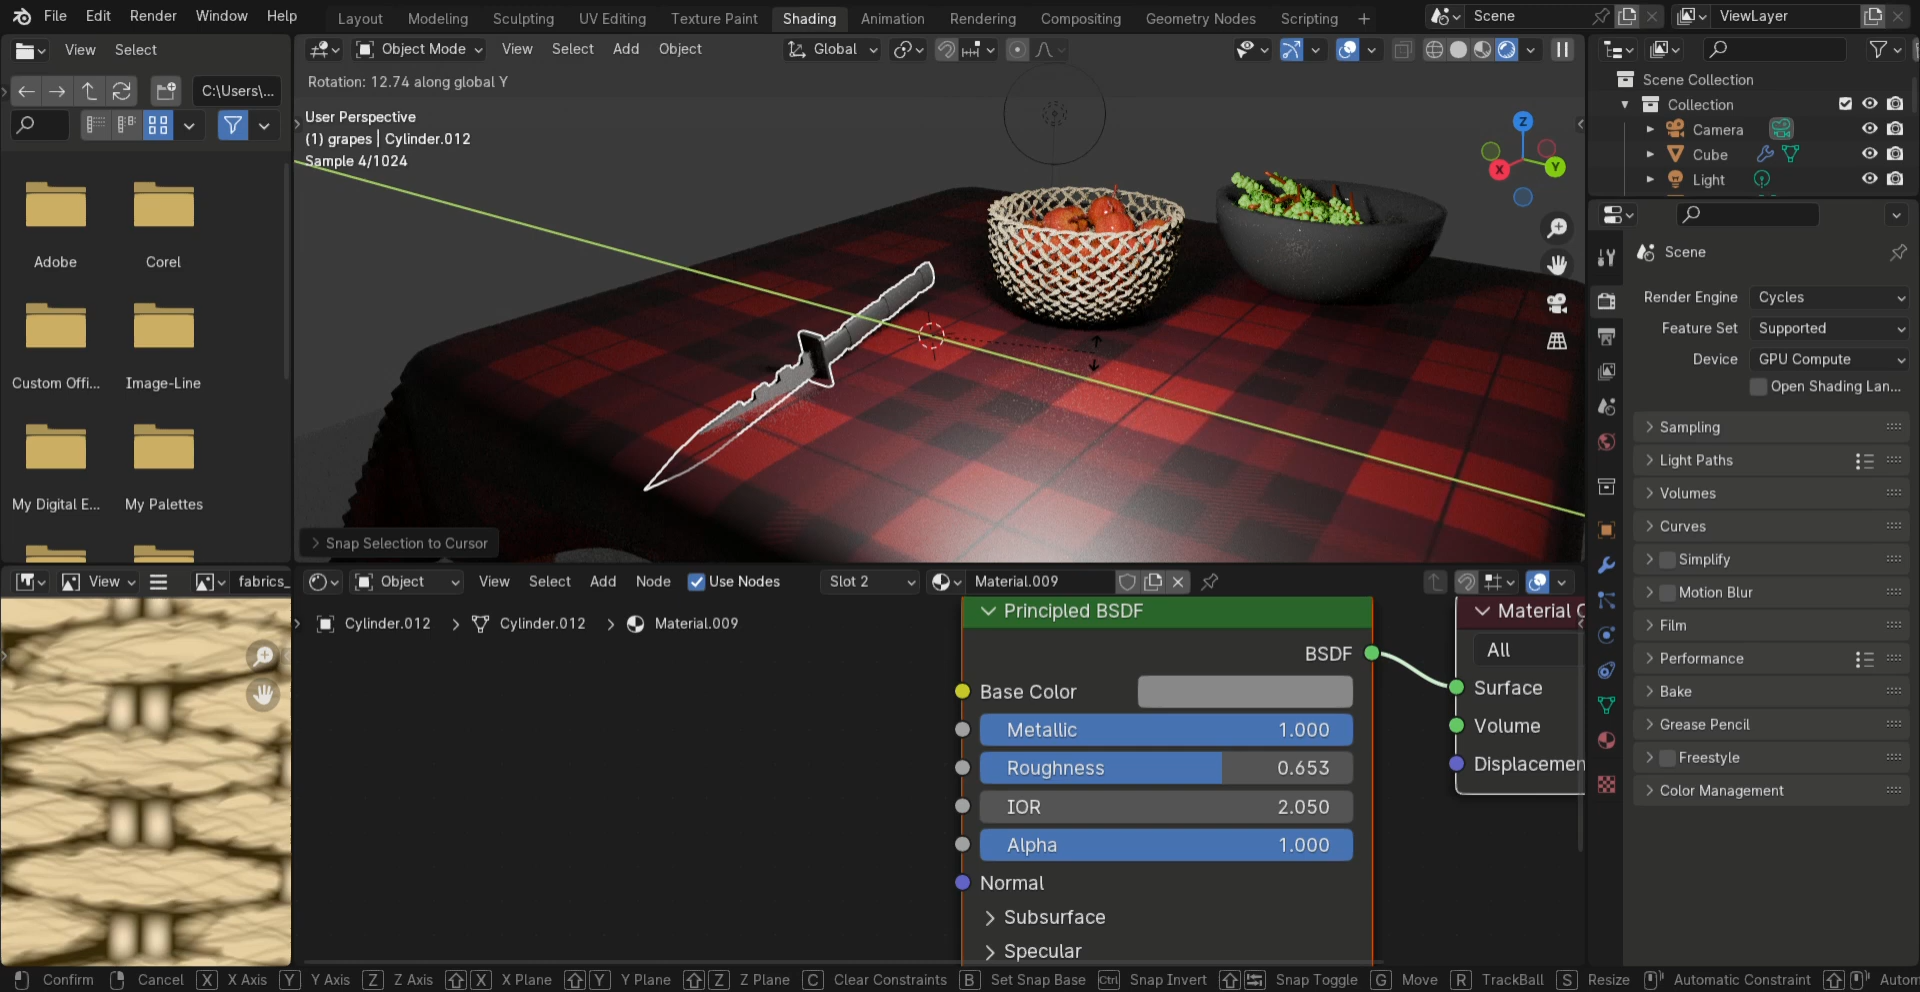 File Edit Render Window Help Layout Modeling Sculpting UV Editing Texture Paint Shading Animation Rendering Compositing Geometry Nodes Scripting + Scene ViewLayer
View Select Object Mode View Select Add Object Global
C:\Users\...
Rotation: 12.74 along global Y
User Perspective
(1) grapes | Cylinder.012
Sample 4/1024
Z
Y
X
Adobe Corel
Custom Offi... Image-Line
My Digital E... My Palettes
Snap Selection to Cursor
Scene Collection
Collection
Camera
Cube
Light
Scene
Render Engine Cycles
Feature Set Supported
Device GPU Compute
Open Shading Lan...
Sampling
Light Paths
Volumes
Curves
Simplify
Motion Blur
Film
Performance
Bake
Grease Pencil
Freestyle
Color Management
View fabrics_
Object View Select Add Node Use Nodes Slot 2 Material.009
Cylinder.012 > Cylinder.012 > Material.009
Principled BSDF
BSDF
Base Color
Metallic 1.000
Roughness 0.653
IOR 2.050
Alpha 1.000
Normal
Subsurface
Specular
Material O
All
Surface
Volume
Displacemen
Confirm Cancel X X Axis Y Y Axis Z Z Axis X X Plane Y Y Plane Z Z Plane C Clear Constraints B Set Snap Base Ctrl Snap Invert Snap Toggle G Move R TrackBall S Resize Automatic Constraint Autom